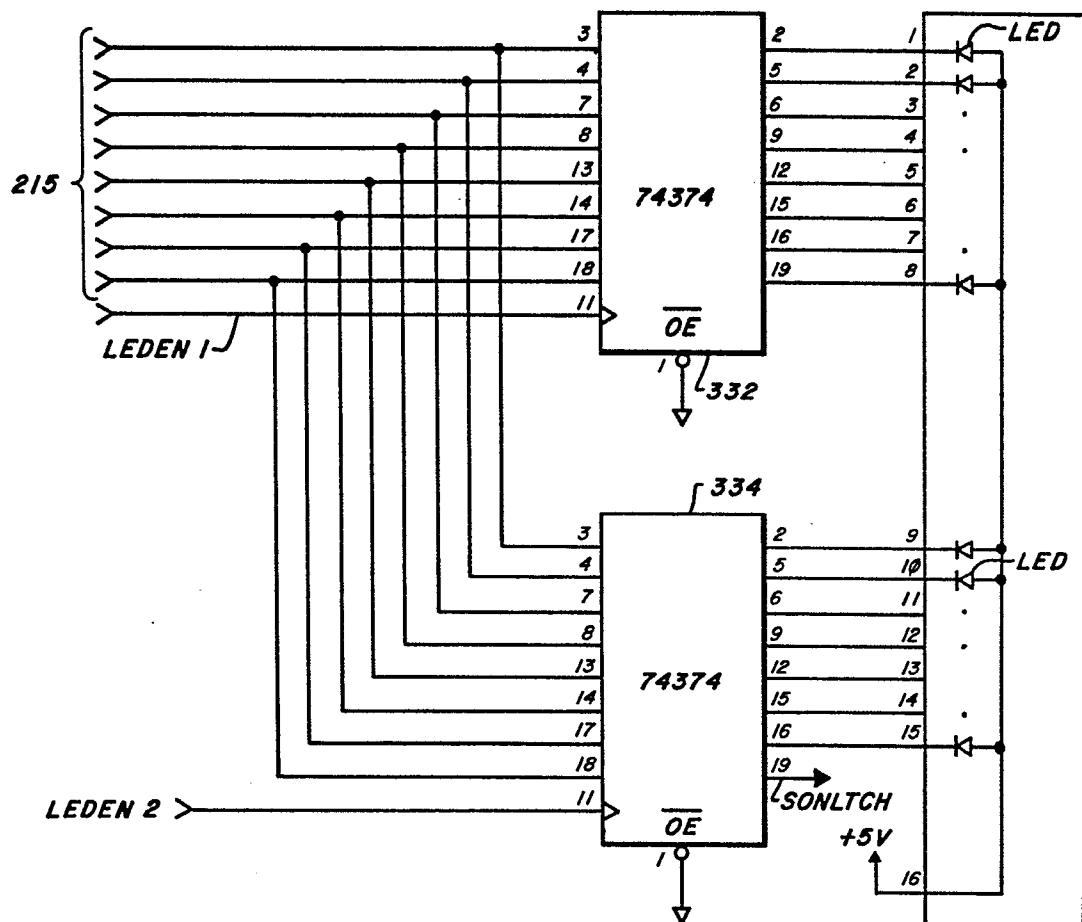 3 2 1 LED
4 5 2
7 6 3
8 9 4
215 13 12 5
74374
14 15 6
17 16 7
18 19 8
11
LEDEN 1
OE
1
332
334
3 2 9
4 5 10 LED
7 6 11
8 9 12
13 12 13
74374
14 15 14
17 16 15
18 19
LEDEN 2 11 SONLTCH
OE +5V
1
16